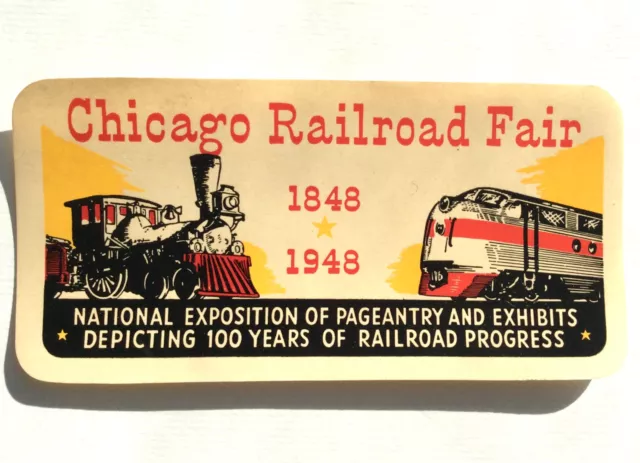 Chicago Railroad Fair
1848
1948
NATIONAL EXPOSITION OF PAGEANTRY AND EXHIBITS
DEPICTING 100 YEARS OF RAILROAD PROGRESS